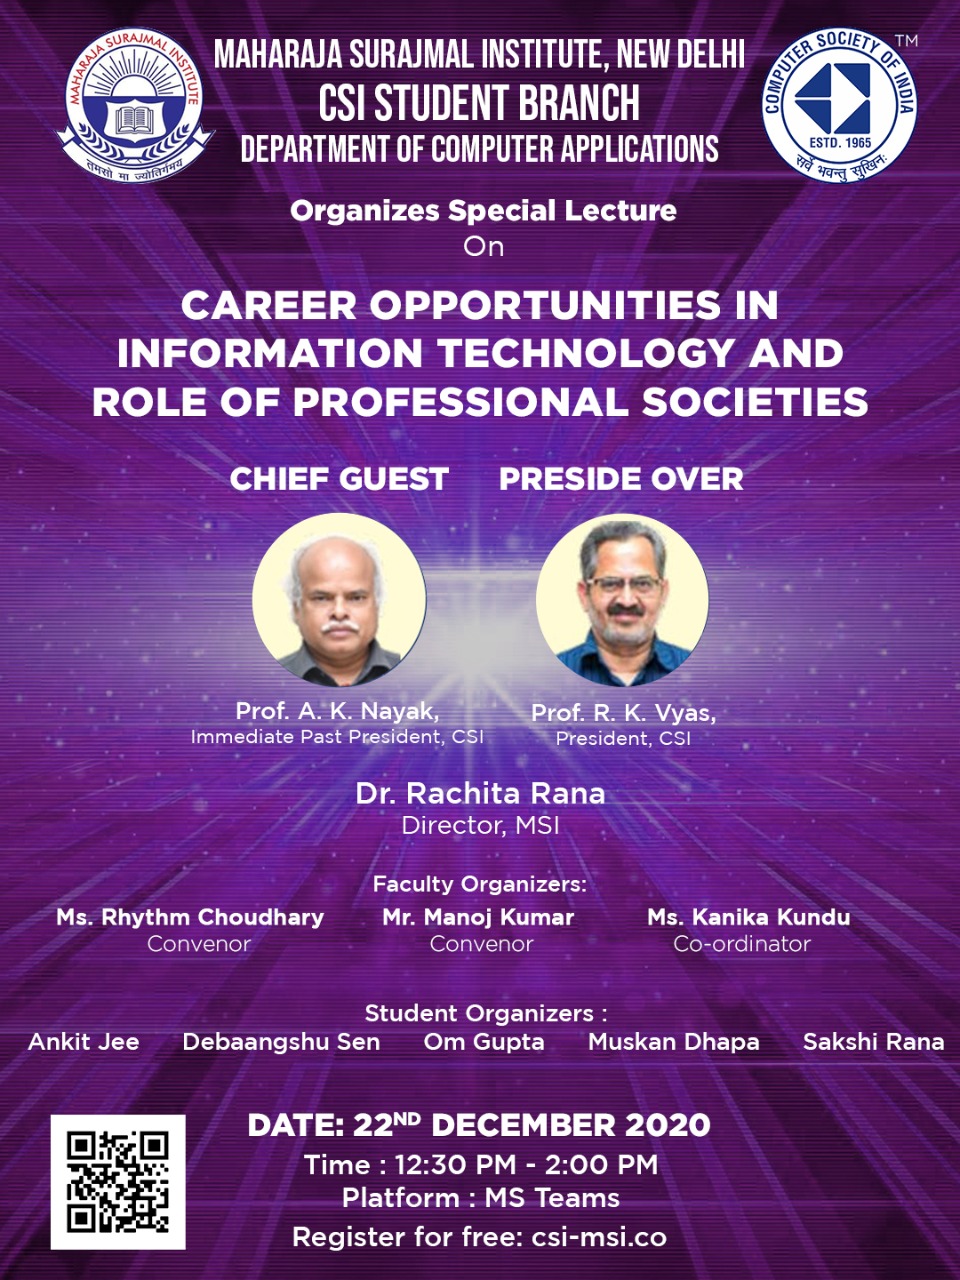 MAHARAJA SURAJMAL INSTITUTE
तमसो मा ज्योतिर्गमय
MAHARAJA SURAJMAL INSTITUTE, NEW DELHI
CSI STUDENT BRANCH
DEPARTMENT OF COMPUTER APPLICATIONS
COMPUTER SOCIETY OF INDIA
TM
ESTD. 1965
सर्वे भवन्तु सुखिनः
Organizes Special Lecture
On
CAREER OPPORTUNITIES IN
INFORMATION TECHNOLOGY AND
ROLE OF PROFESSIONAL SOCIETIES
CHIEF GUEST PRESIDE OVER
Prof. A. K. Nayak, Prof. R. K. Vyas,
Immediate Past President, CSI President, CSI
Dr. Rachita Rana
Director, MSI
Faculty Organizers:
Ms. Rhythm Choudhary Mr. Manoj Kumar Ms. Kanika Kundu
Convenor Convenor Co-ordinator
Student Organizers :
Ankit Jee Debaangshu Sen Om Gupta Muskan Dhapa Sakshi Rana
DATE: 22ND DECEMBER 2020
Time : 12:30 PM - 2:00 PM
Platform : MS Teams
Register for free: csi-msi.co